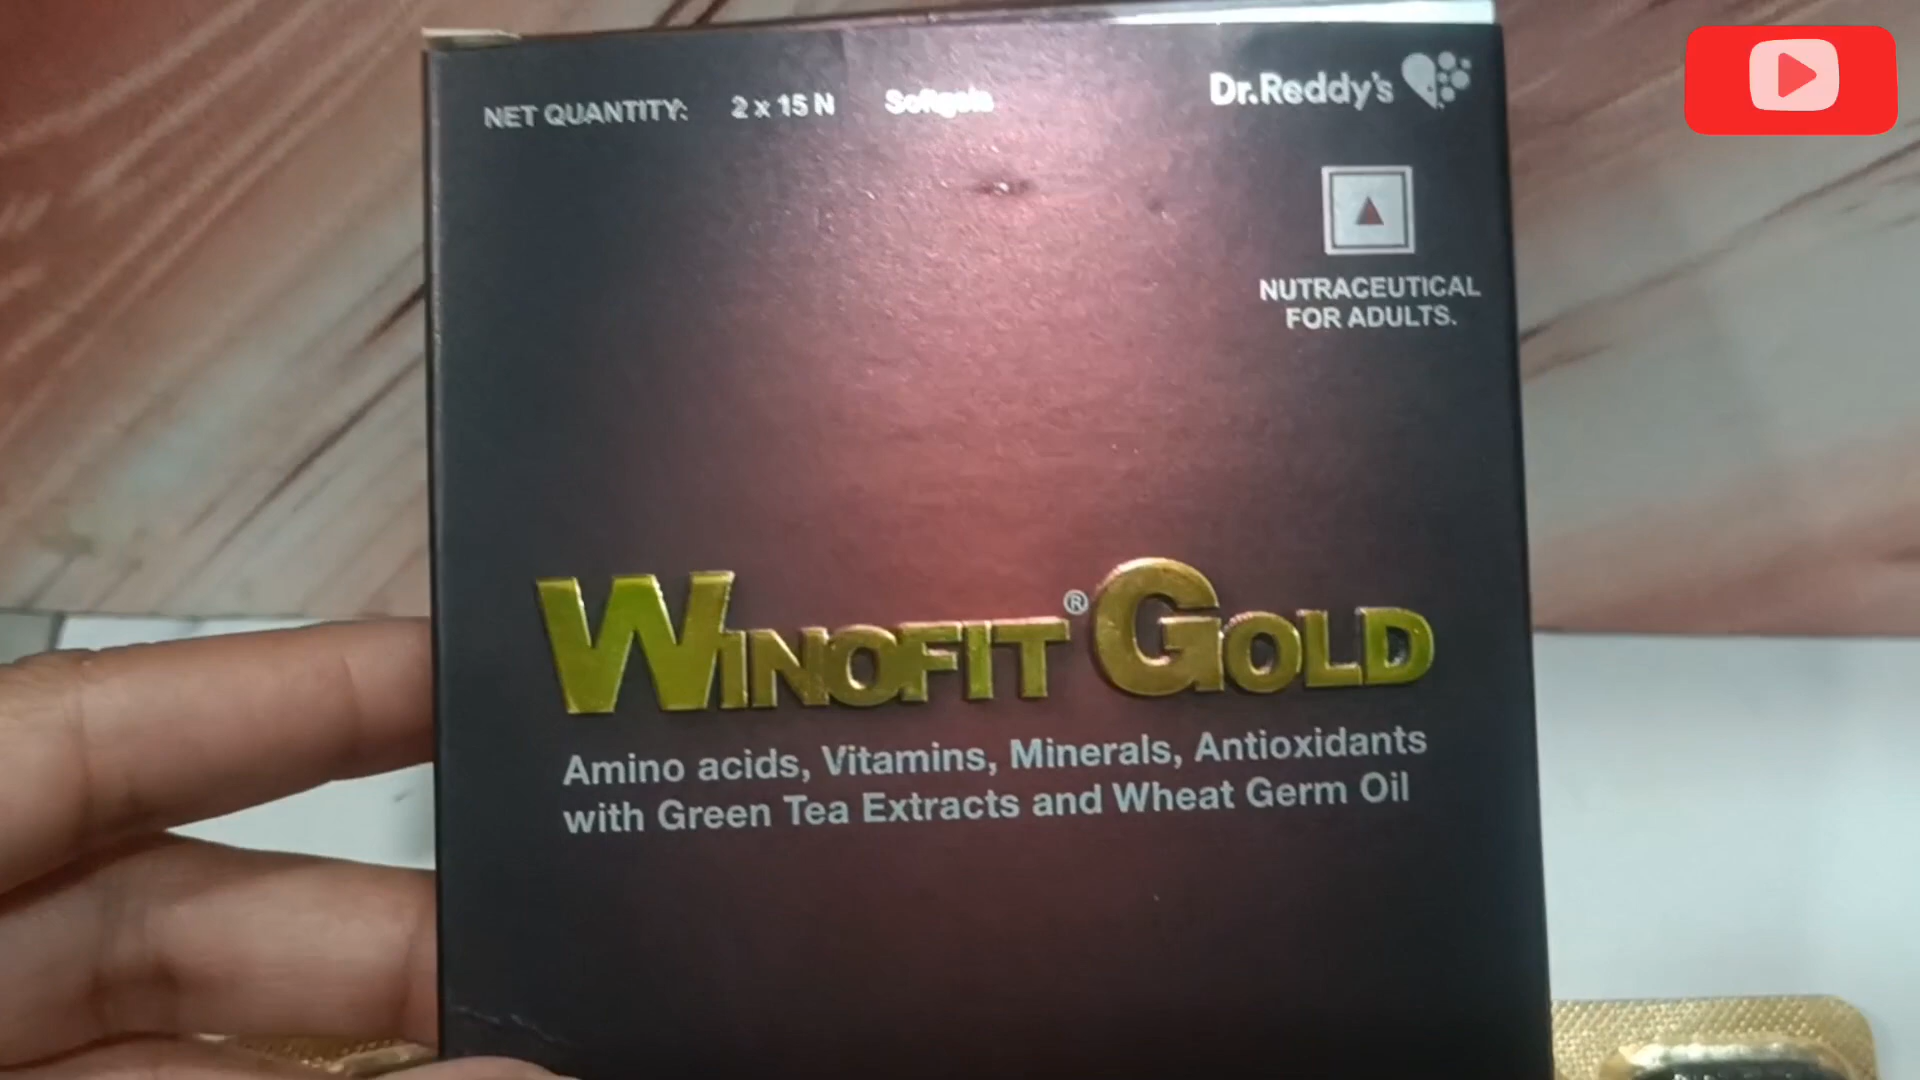 NET QUANTITY: 2 x 15 N Softgels
Dr.Reddy's
NUTRACEUTICAL
FOR ADULTS.
WINOFIT® GOLD
Amino acids, Vitamins, Minerals, Antioxidants
with Green Tea Extracts and Wheat Germ Oil